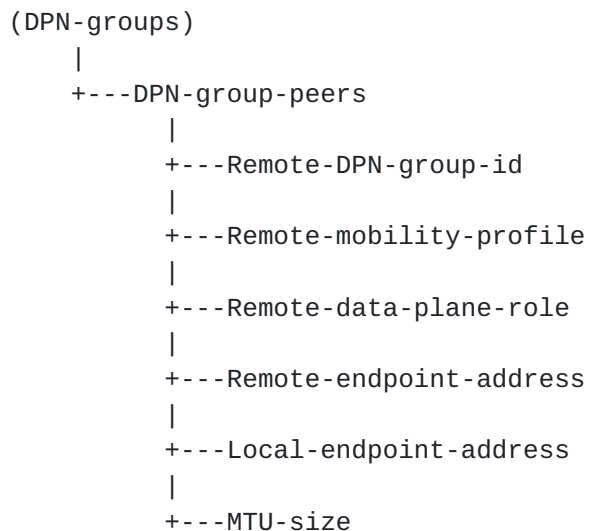 (DPN-groups)
|
+---DPN-group-peers
|
+---Remote-DPN-group-id
|
+---Remote-mobility-profile
|
+---Remote-data-plane-role
|
+---Remote-endpoint-address
|
+---Local-endpoint-address
|
+---MTU-size